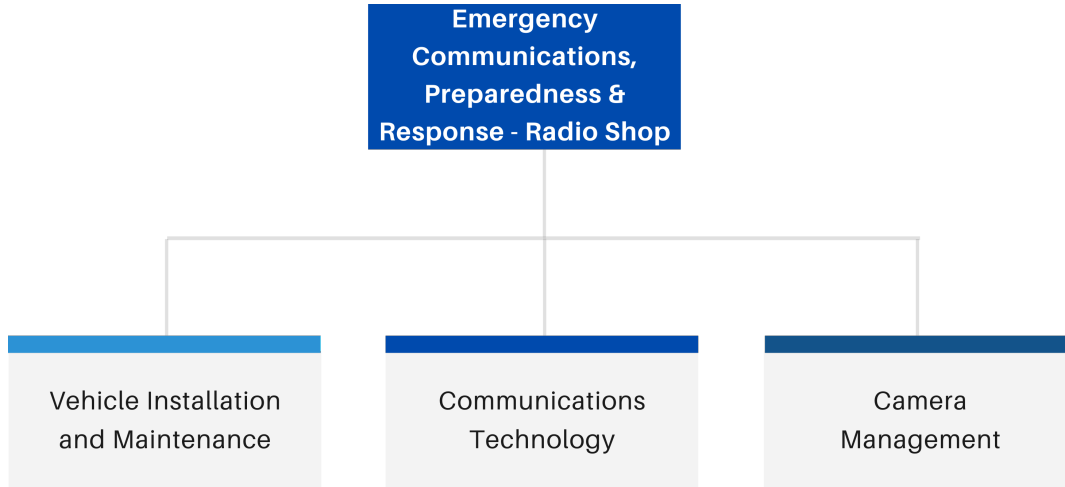 Emergency
Communications,
Preparedness &
Response - Radio Shop
Vehicle Installation
and Maintenance
Communications
Technology
Camera
Management